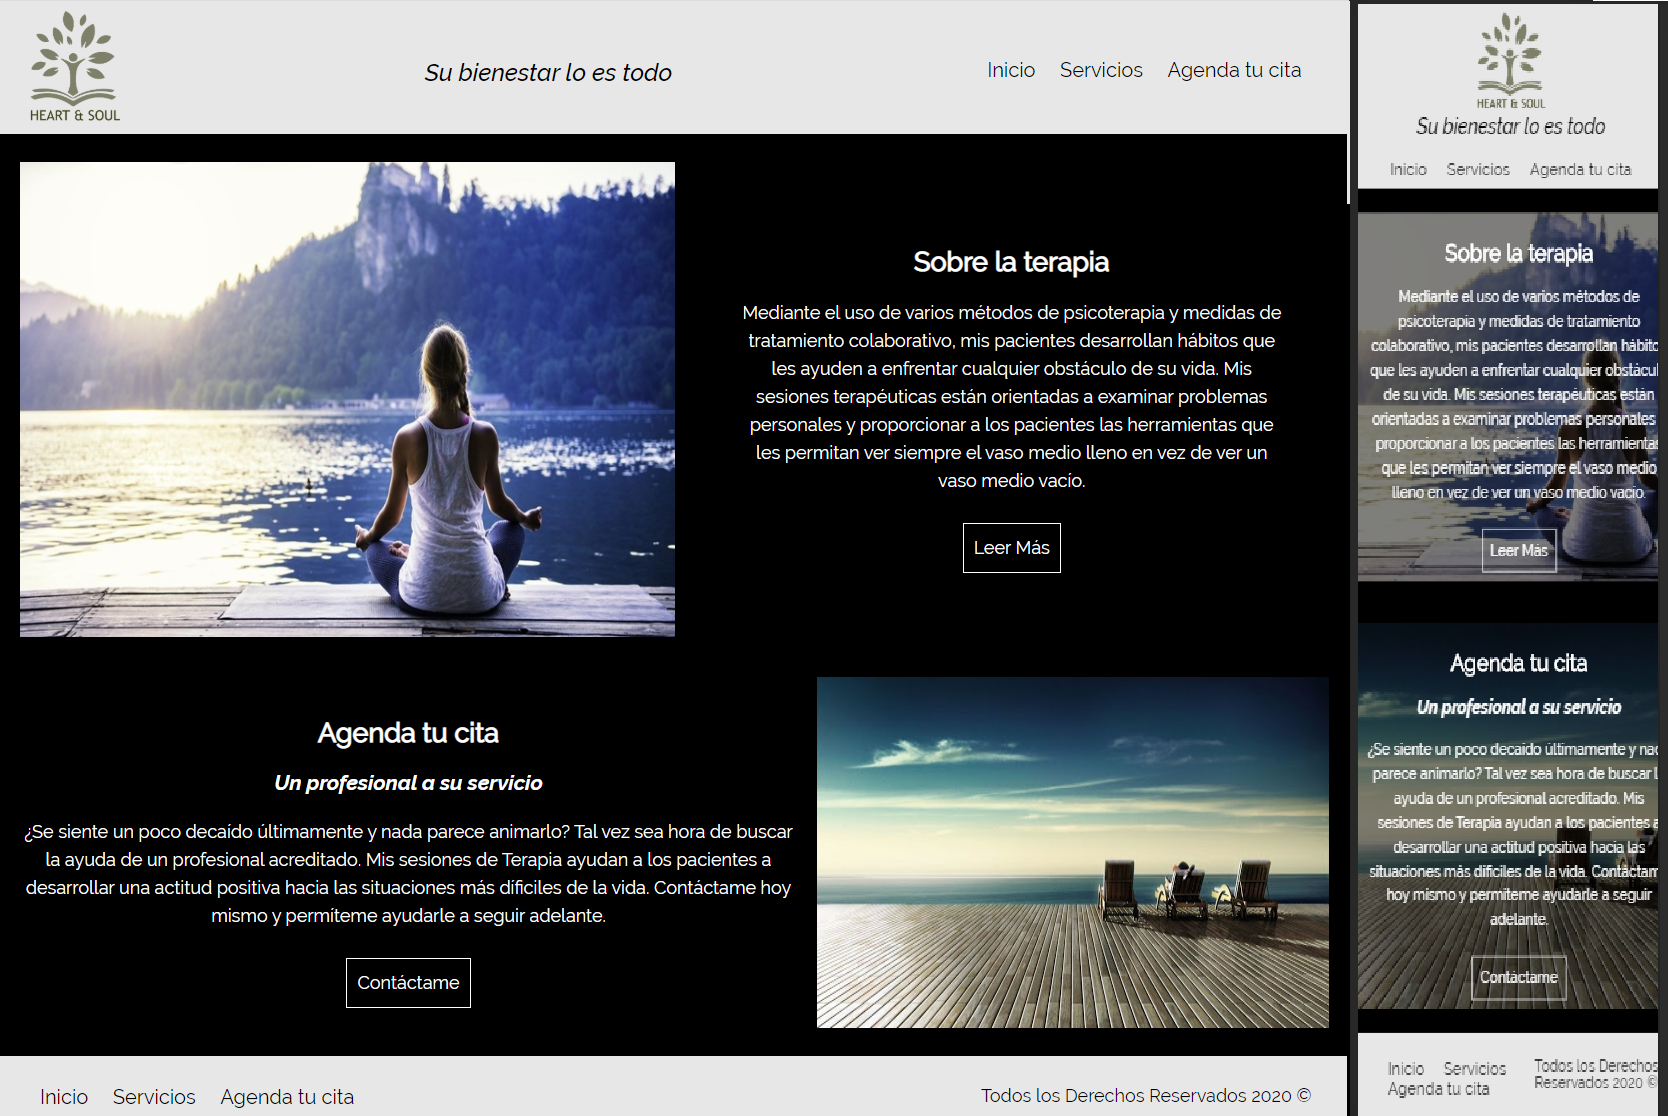 HEART & SOUL
Su bienestar lo es todo
Inicio Servicios Agenda tu cita
Sobre la terapia
Mediante el uso de varios métodos de psicoterapia y medidas de
tratamiento colaborativo, mis pacientes desarrollan hábitos que
les ayuden a enfrentar cualquier obstáculo de su vida. Mis
sesiones terapéuticas están orientadas a examinar problemas
personales y proporcionar a los pacientes las herramientas que
les permitan ver siempre el vaso medio lleno en vez de ver un
vaso medio vacío.
Leer Más
Agenda tu cita
Un profesional a su servicio
¿Se siente un poco decaído últimamente y nada parece animarlo? Tal vez sea hora de buscar
la ayuda de un profesional acreditado. Mis sesiones de Terapia ayudan a los pacientes a
desarrollar una actitud positiva hacia las situaciones más difíciles de la vida. Contáctame hoy
mismo y permíteme ayudarle a seguir adelante.
Contáctame
Inicio Servicios Agenda tu cita
Todos los Derechos Reservados 2020 ©
HEART & SOUL
Su bienestar lo es todo
Inicio Servicios Agenda tu cita
Sobre la terapia
Mediante el uso de varios métodos de
psicoterapia y medidas de tratamiento
colaborativo, mis pacientes desarrollan
que les ayuden a enfrentar cualquier
de su vida. Mis sesiones terapéuticas están
orientadas a examinar problemas personales
proporcionar a los pacientes las
que les permitan ver siempre el vaso medio
lleno en vez de ver un vaso medio vacío.
Leer Más
Agenda tu cita
Un profesional a su servicio
¿Se siente un poco decaído últimamente y
parece animarlo? Tal vez sea hora de buscar
ayuda de un profesional acreditado. Mis
sesiones de Terapia ayudan a los pacientes a
desarrollar una actitud positiva hacia las
situaciones más difíciles de la vida.
hoy mismo y permíteme ayudarle a seguir
adelante.
Contáctame
Inicio Servicios
Agenda tu cita
Todos los Derechos
Reservados 2020 ©